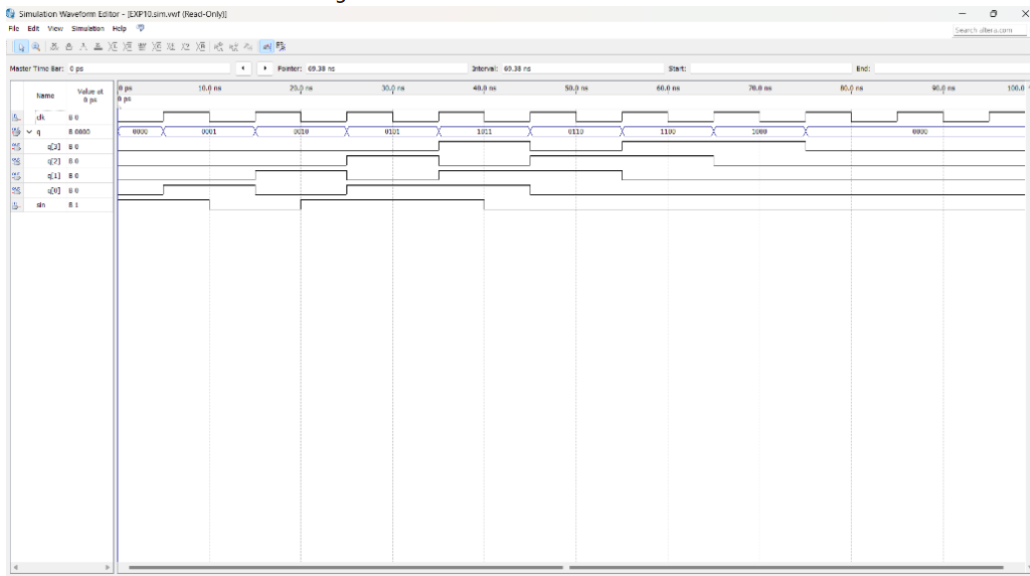 Simulation Waveform Editor - [EXP10.sim.vwf (Read-Only)]
File Edit View Simulation Help
Search altera.com
Master Time Bar: 0 ps Pointer: 69.38 ns Interval: 69.38 ns Start: End:
Name Value at 0 ps 0 ps 10.0 ns 20.0 ns 30.0 ns 40.0 ns 50.0 ns 60.0 ns 70.0 ns 80.0 ns 90.0 ns 100.0
0 ps
clk B 0
q B 0000 0000 0001 0010 0101 1011 0110 1100 1000 0000
q[3] B 0
q[2] B 0
q[1] B 0
q[0] B 0
sin B 1